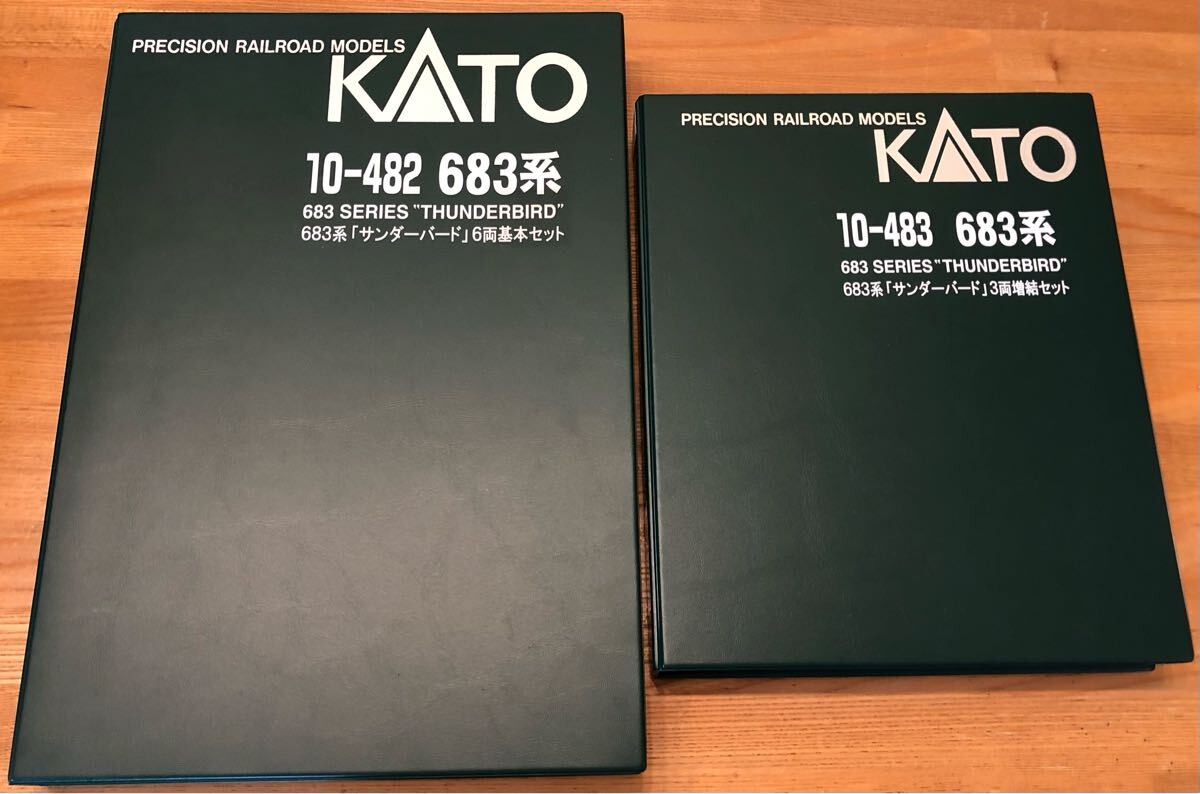 PRECISION RAILROAD MODELS
KATO
10-482 683系
683 SERIES "THUNDERBIRD"
683系「サンダーバード」6両基本セット
PRECISION RAILROAD MODELS
KATO
10-483 683系
683 SERIES "THUNDERBIRD"
683系「サンダーバード」3両増結セット